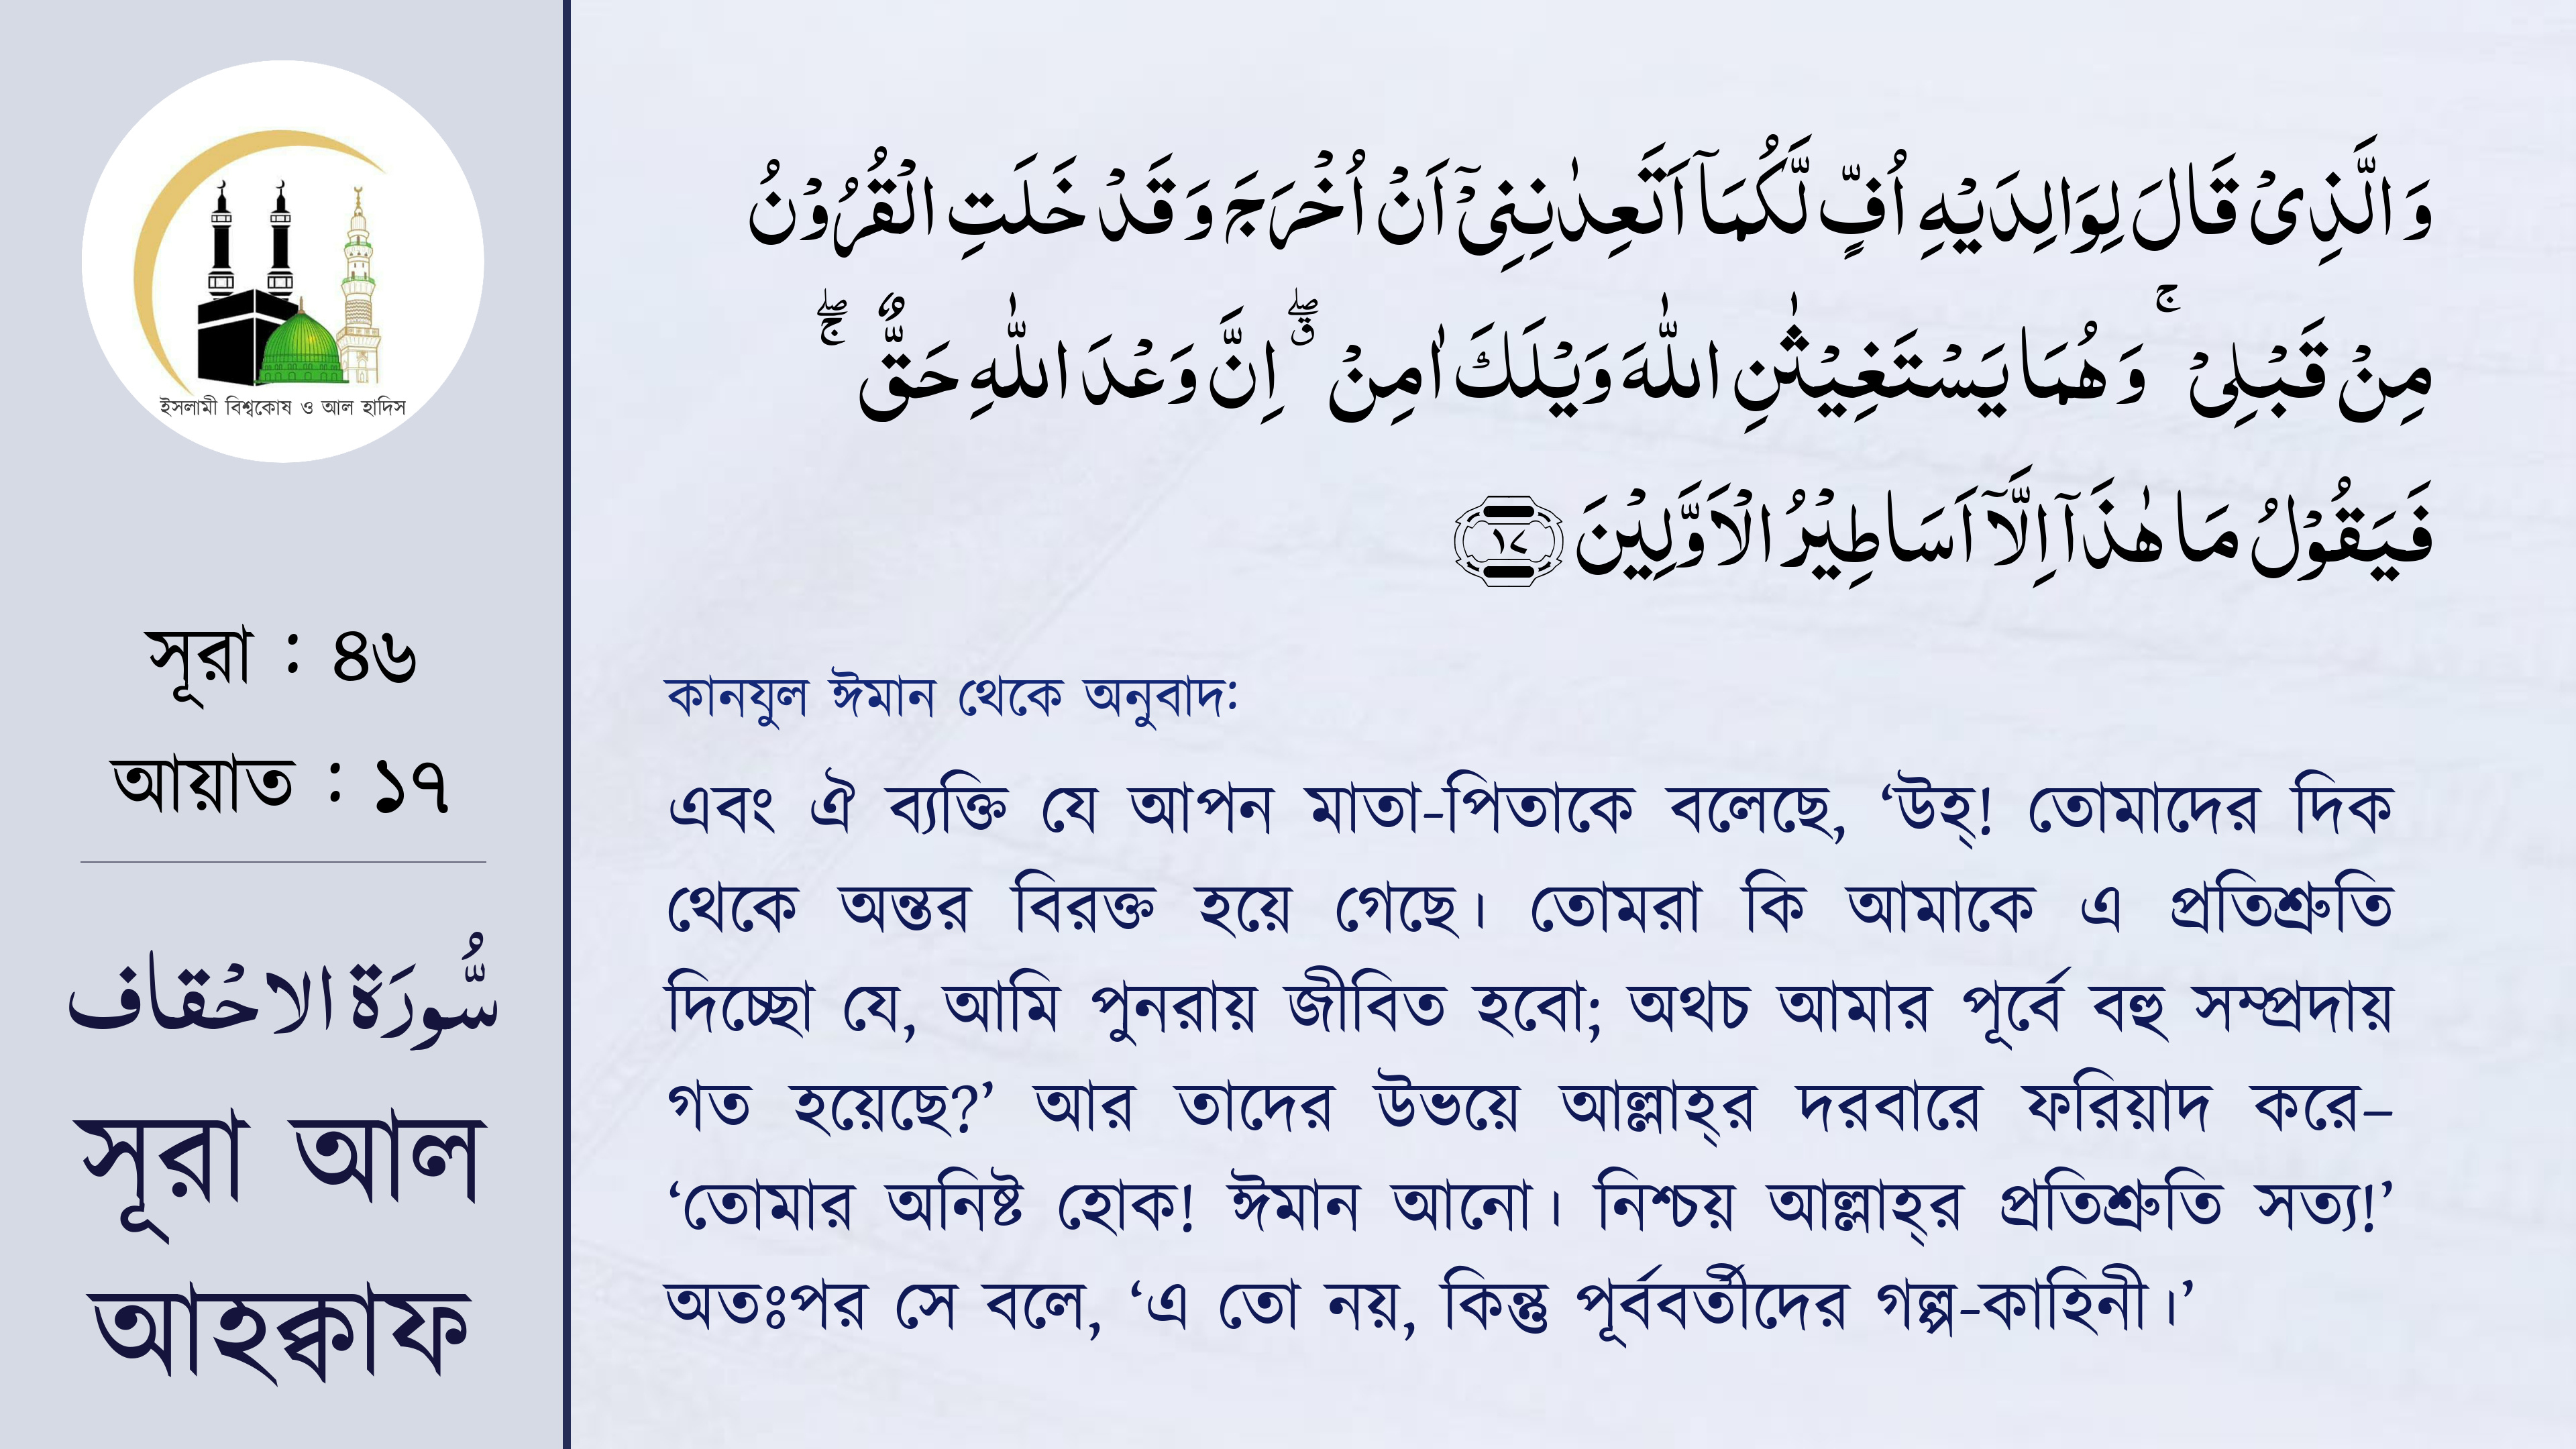 ইসলামী বিশ্বকোষ ও আল হাদিস
সূরা : ৪৬
আয়াত : ১৭
سُّورَۃ الاحۡقاف
সূরা আল
আহক্বাফ
وَ الَّذِیۡ قَالَ لِوَالِدَیۡہِ اُفٍّ لَّکُمَاۤ اَتَعِدٰنِنِیۡۤ اَنۡ اُخۡرَجَ وَ قَدۡ خَلَتِ الۡقُرُوۡنُ
مِنۡ قَبۡلِیۡ ۚ وَ ہُمَا یَسۡتَغِیۡثٰنِ اللّٰہَ وَیۡلَکَ اٰمِنۡ ٭ۖ اِنَّ وَعۡدَ اللّٰہِ حَقٌّ ۚۖ
فَیَقُوۡلُ مَا ہٰذَاۤ اِلَّاۤ اَسَاطِیۡرُ الۡاَوَّلِیۡنَ ﴿۱۷﴾
কানযুল ঈমান থেকে অনুবাদ:
এবং ঐ ব্যক্তি যে আপন মাতা-পিতাকে বলেছে, ‘উহ্! তোমাদের দিক
থেকে অন্তর বিরক্ত হয়ে গেছে। তোমরা কি আমাকে এ প্রতিশ্রুতি
দিচ্ছো যে, আমি পুনরায় জীবিত হবো; অথচ আমার পূর্বে বহু সম্প্রদায়
গত হয়েছে?’ আর তাদের উভয়ে আল্লাহ্‌র দরবারে ফরিয়াদ করে–
‘তোমার অনিষ্ট হোক! ঈমান আনো। নিশ্চয় আল্লাহ্‌র প্রতিশ্রুতি সত্য!’
অতঃপর সে বলে, ‘এ তো নয়, কিন্তু পূর্ববর্তীদের গল্প-কাহিনী।’